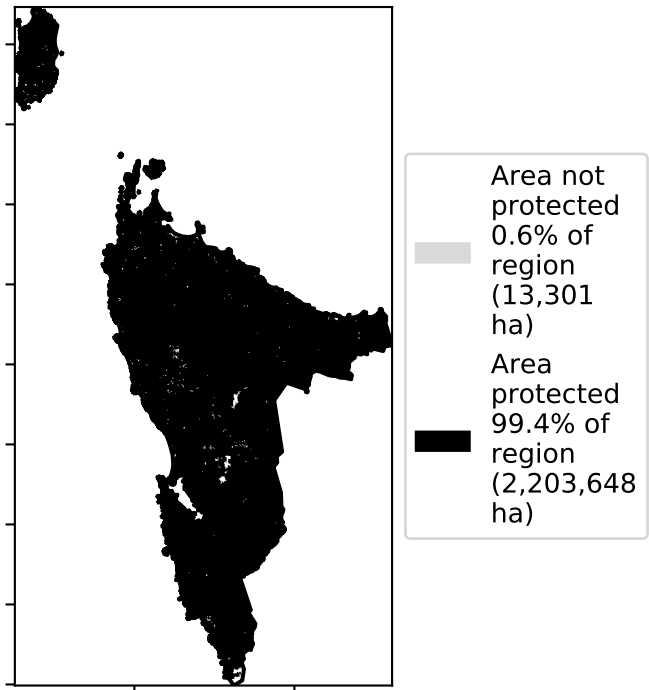 Area not
protected
0.6% of
region
(13,301
ha)
Area
protected
99.4% of
region
(2,203,648
ha)